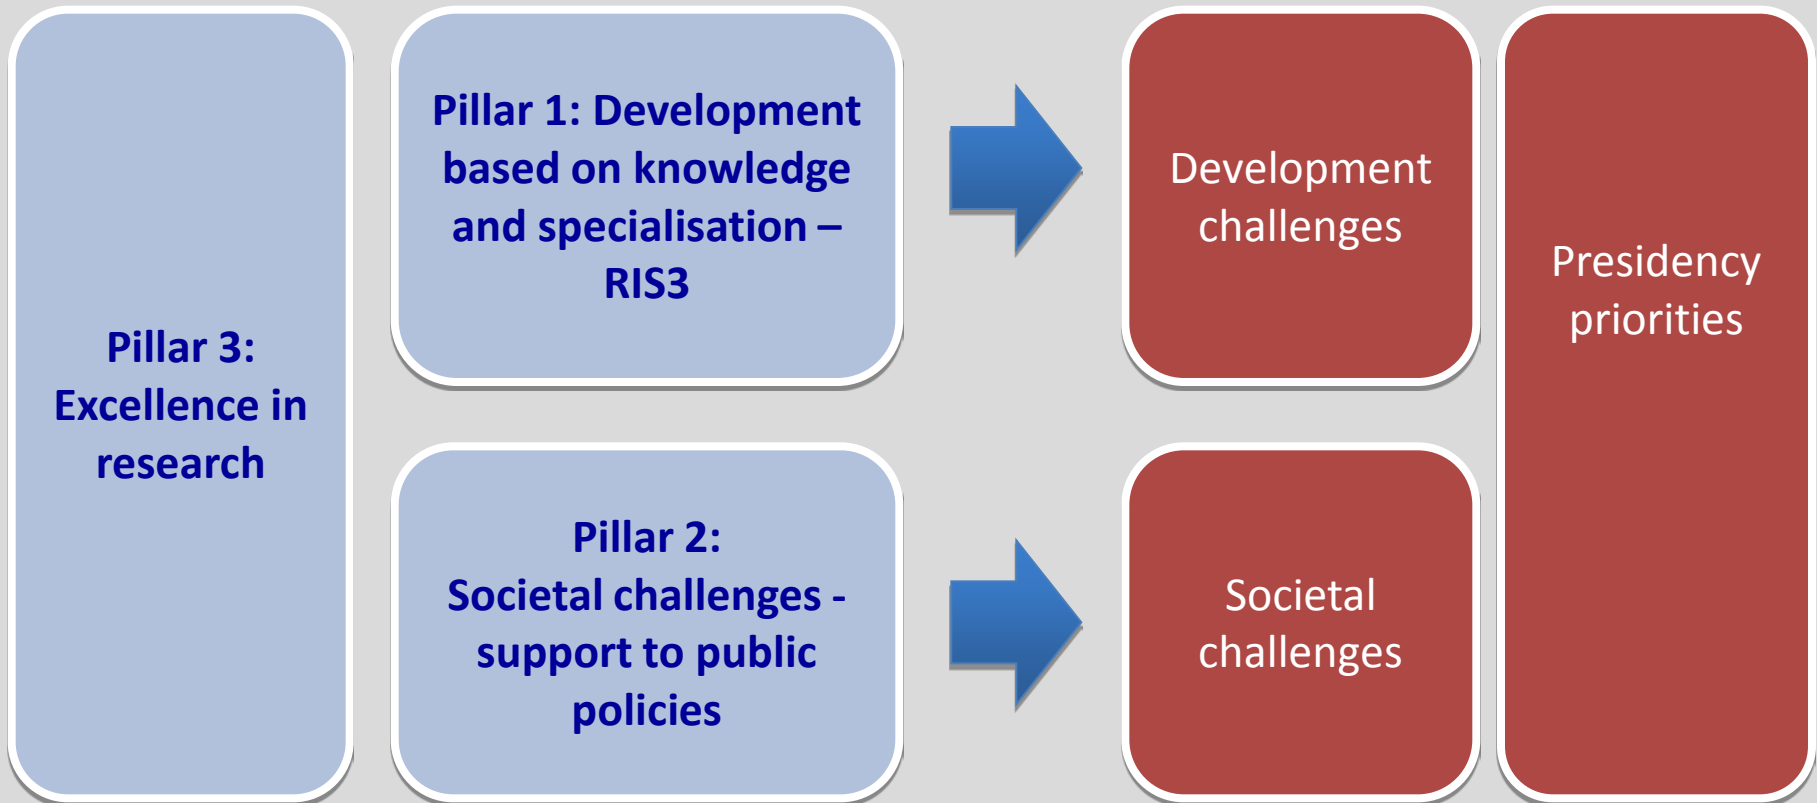 Pillar 3:
Excellence in
research
Pillar 1: Development
based on knowledge
and specialisation –
RIS3
Development
challenges
Presidency
priorities
Pillar 2:
Societal challenges -
support to public
policies
Societal
challenges